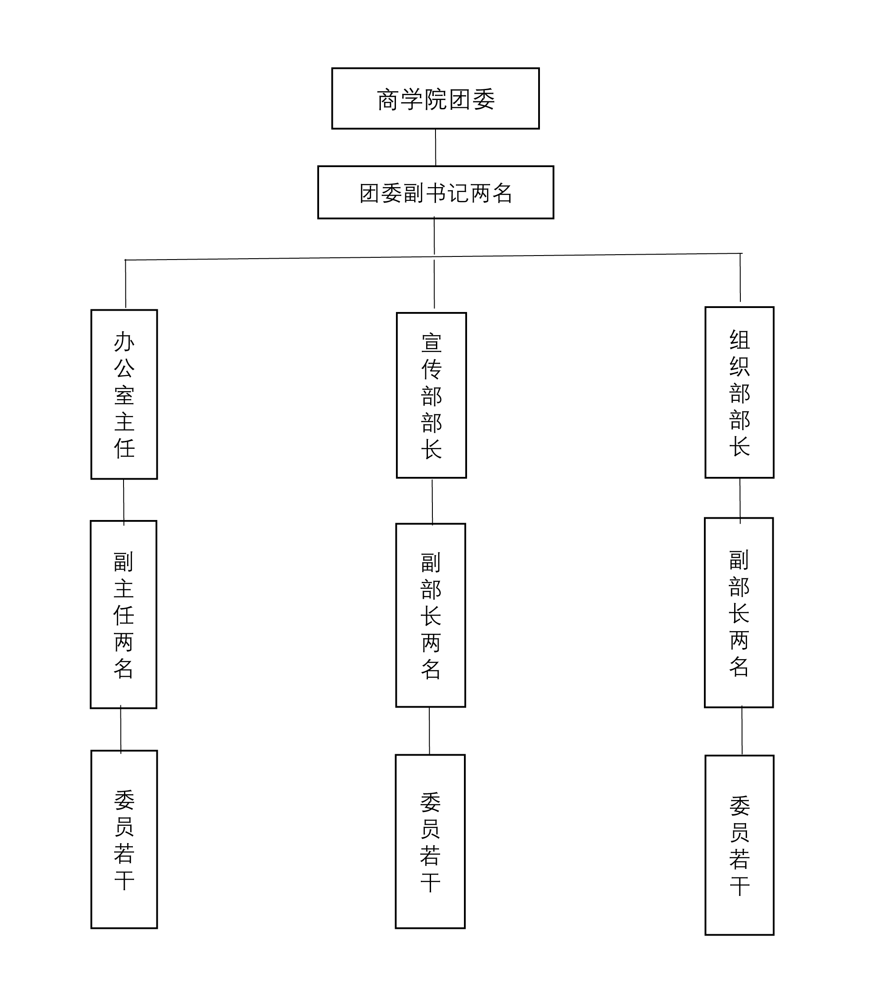 商学院团委
团委副书记两名
办公室主任
宣传部部长
组织部部长
副主任两名
副部长两名
副部长两名
委员若干
委员若干
委员若干